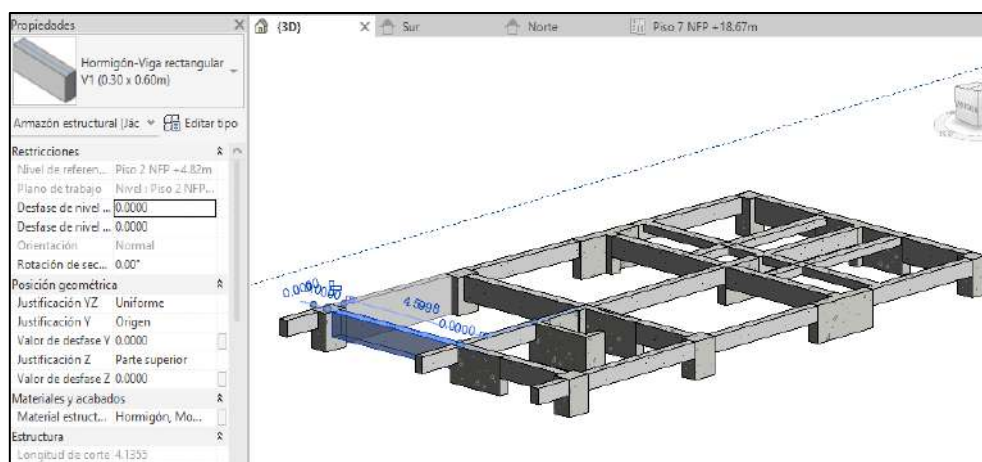 Propiedades
Hormigón-Viga rectangular
V1 (0.30 x 0.60m)
Armazón estructural (Jác
Editar tipo
Restricciones
Nivel de referen... Piso 2 NFP +4.82m
Plano de trabajo Nivel : Piso 2 NFP...
Desfase de nivel ... 0.0000
Desfase de nivel ... 0.0000
Orientación Normal
Rotación de sec... 0.00°
Posición geométrica
Justificación YZ Uniforme
Justificación Y Origen
Valor de desfase Y 0.0000
Justificación Z Parte superior
Valor de desfase Z 0.0000
Materiales y acabados
Material estruct... Hormigón, Mo...
Estructura
Longitud de corte 4.1355
{3D}
Sur
Norte
Piso 7 NFP +18.67m
4.5998
0.0000